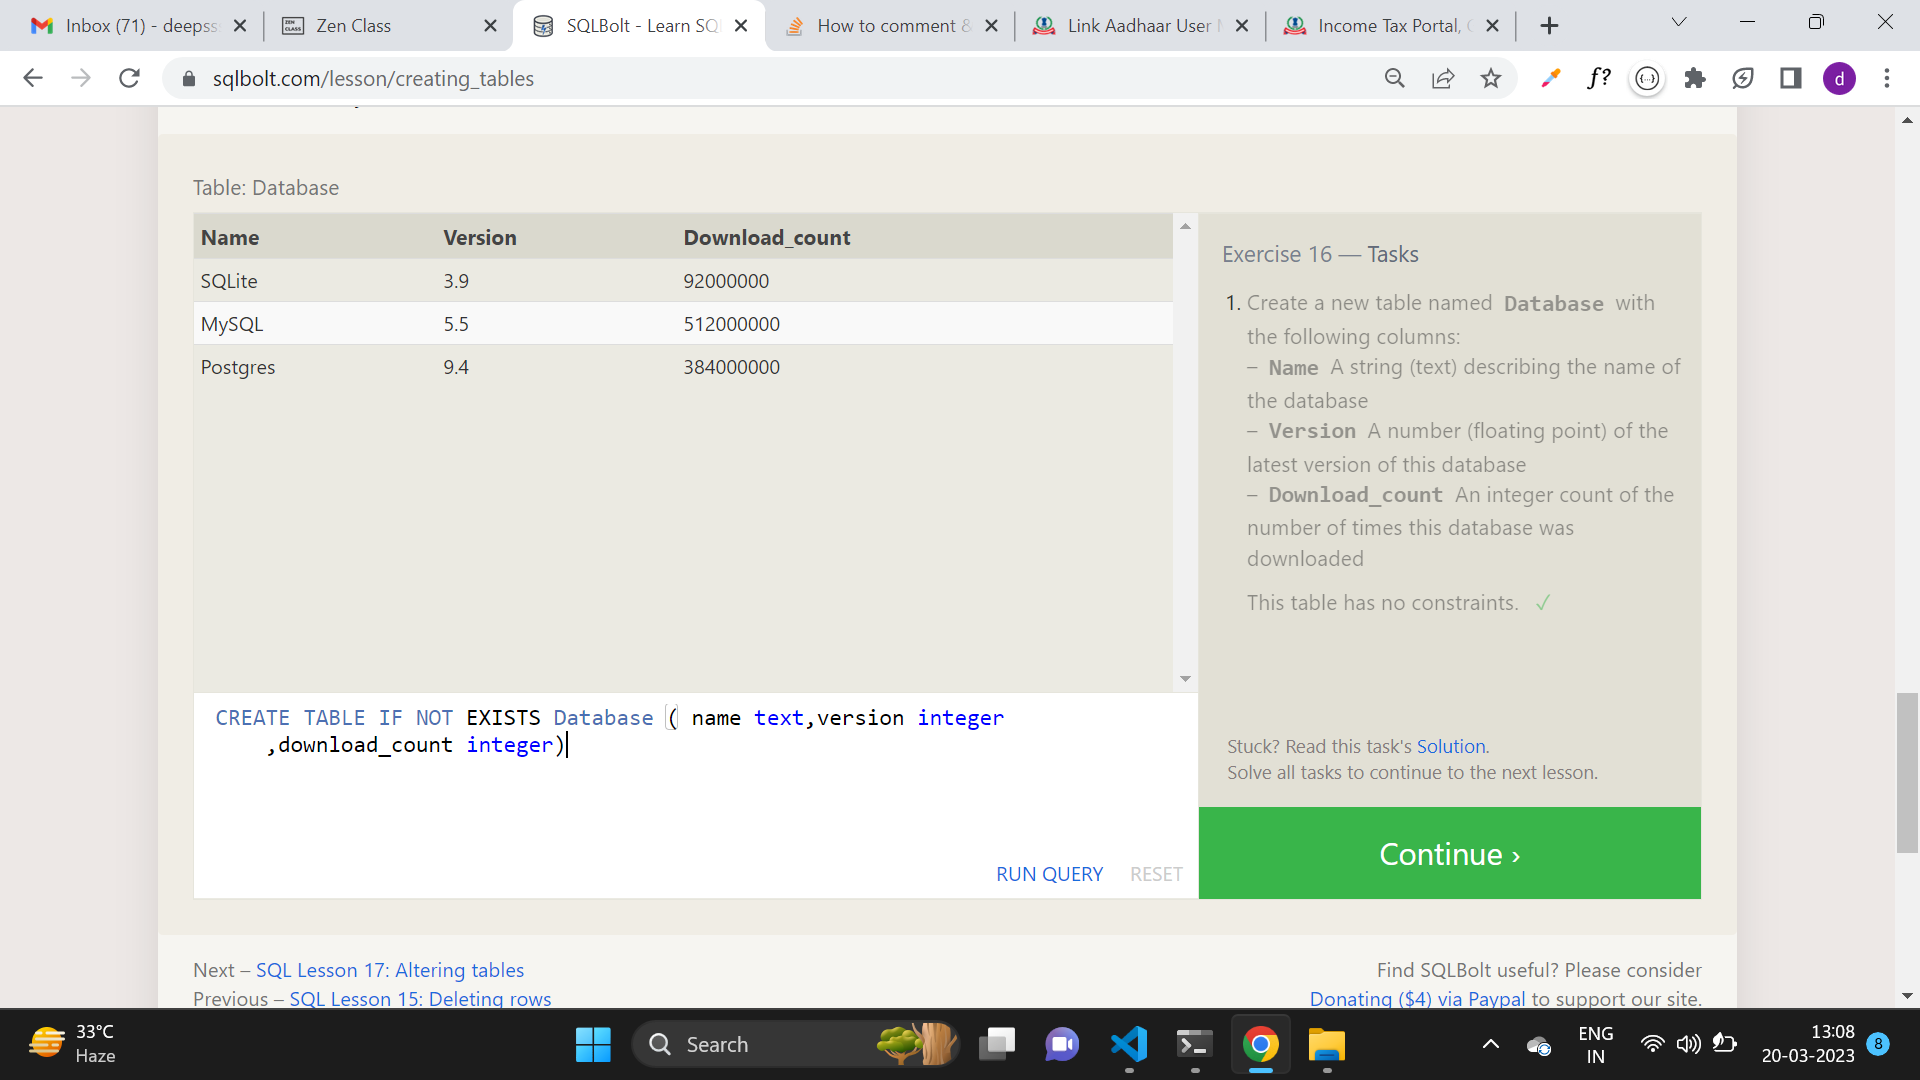 Inbox (71) - deepss
Zen Class
SQLBolt - Learn SQL
How to comment &
Link Aadhaar User
Income Tax Portal,
sqlbolt.com/lesson/creating_tables
f?
d
Table: Database
Name Version Download_count
SQLite 3.9 92000000
MySQL 5.5 512000000
Postgres 9.4 384000000
Exercise 16 — Tasks
1. Create a new table named Database with
the following columns:
– Name A string (text) describing the name of
the database
– Version A number (floating point) of the
latest version of this database
– Download_count An integer count of the
number of times this database was
downloaded
This table has no constraints. ✓
CREATE TABLE IF NOT EXISTS Database ( name text,version integer
,download_count integer)
Stuck? Read this task's Solution.
Solve all tasks to continue to the next lesson.
RUN QUERY RESET
Continue ›
Next – SQL Lesson 17: Altering tables
Previous – SQL Lesson 15: Deleting rows
Find SQLBolt useful? Please consider
Donating ($4) via Paypal to support our site.
33°C
Haze
Search
ENG
IN
13:08
20-03-2023
8